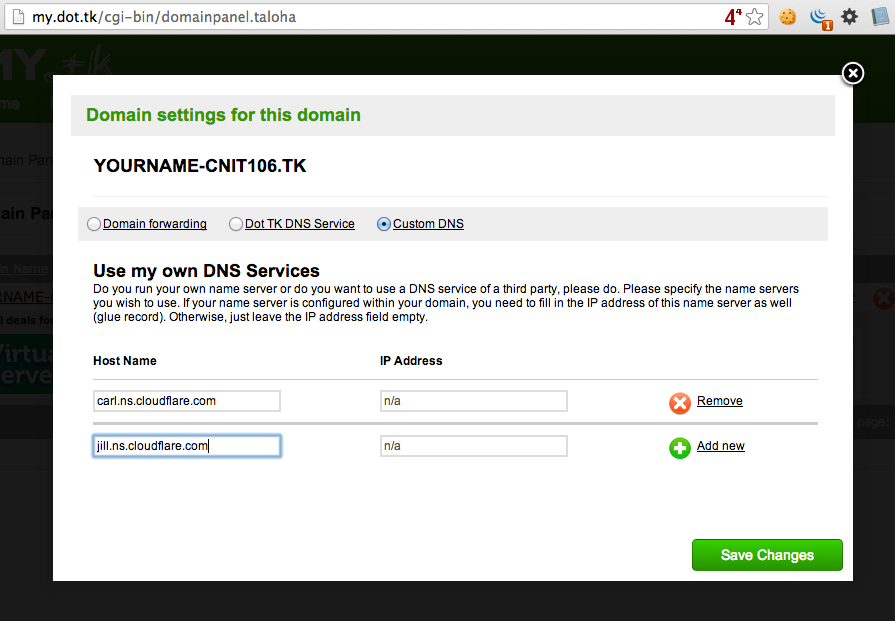 my.dot.tk/cgi-bin/domainpanel.taloha
4
1
Domain settings for this domain
YOURNAME-CNIT106.TK
Domain forwarding
Dot TK DNS Service
Custom DNS
Use my own DNS Services
Do you run your own name server or do you want to use a DNS service of a third party, please do. Please specify the name servers
you wish to use. If your name server is configured within your domain, you need to fill in the IP address of this name server as well
(glue record). Otherwise, just leave the IP address field empty.
Host Name
IP Address
carl.ns.cloudflare.com
n/a
Remove
jill.ns.cloudflare.com
n/a
Add new
Save Changes
page: